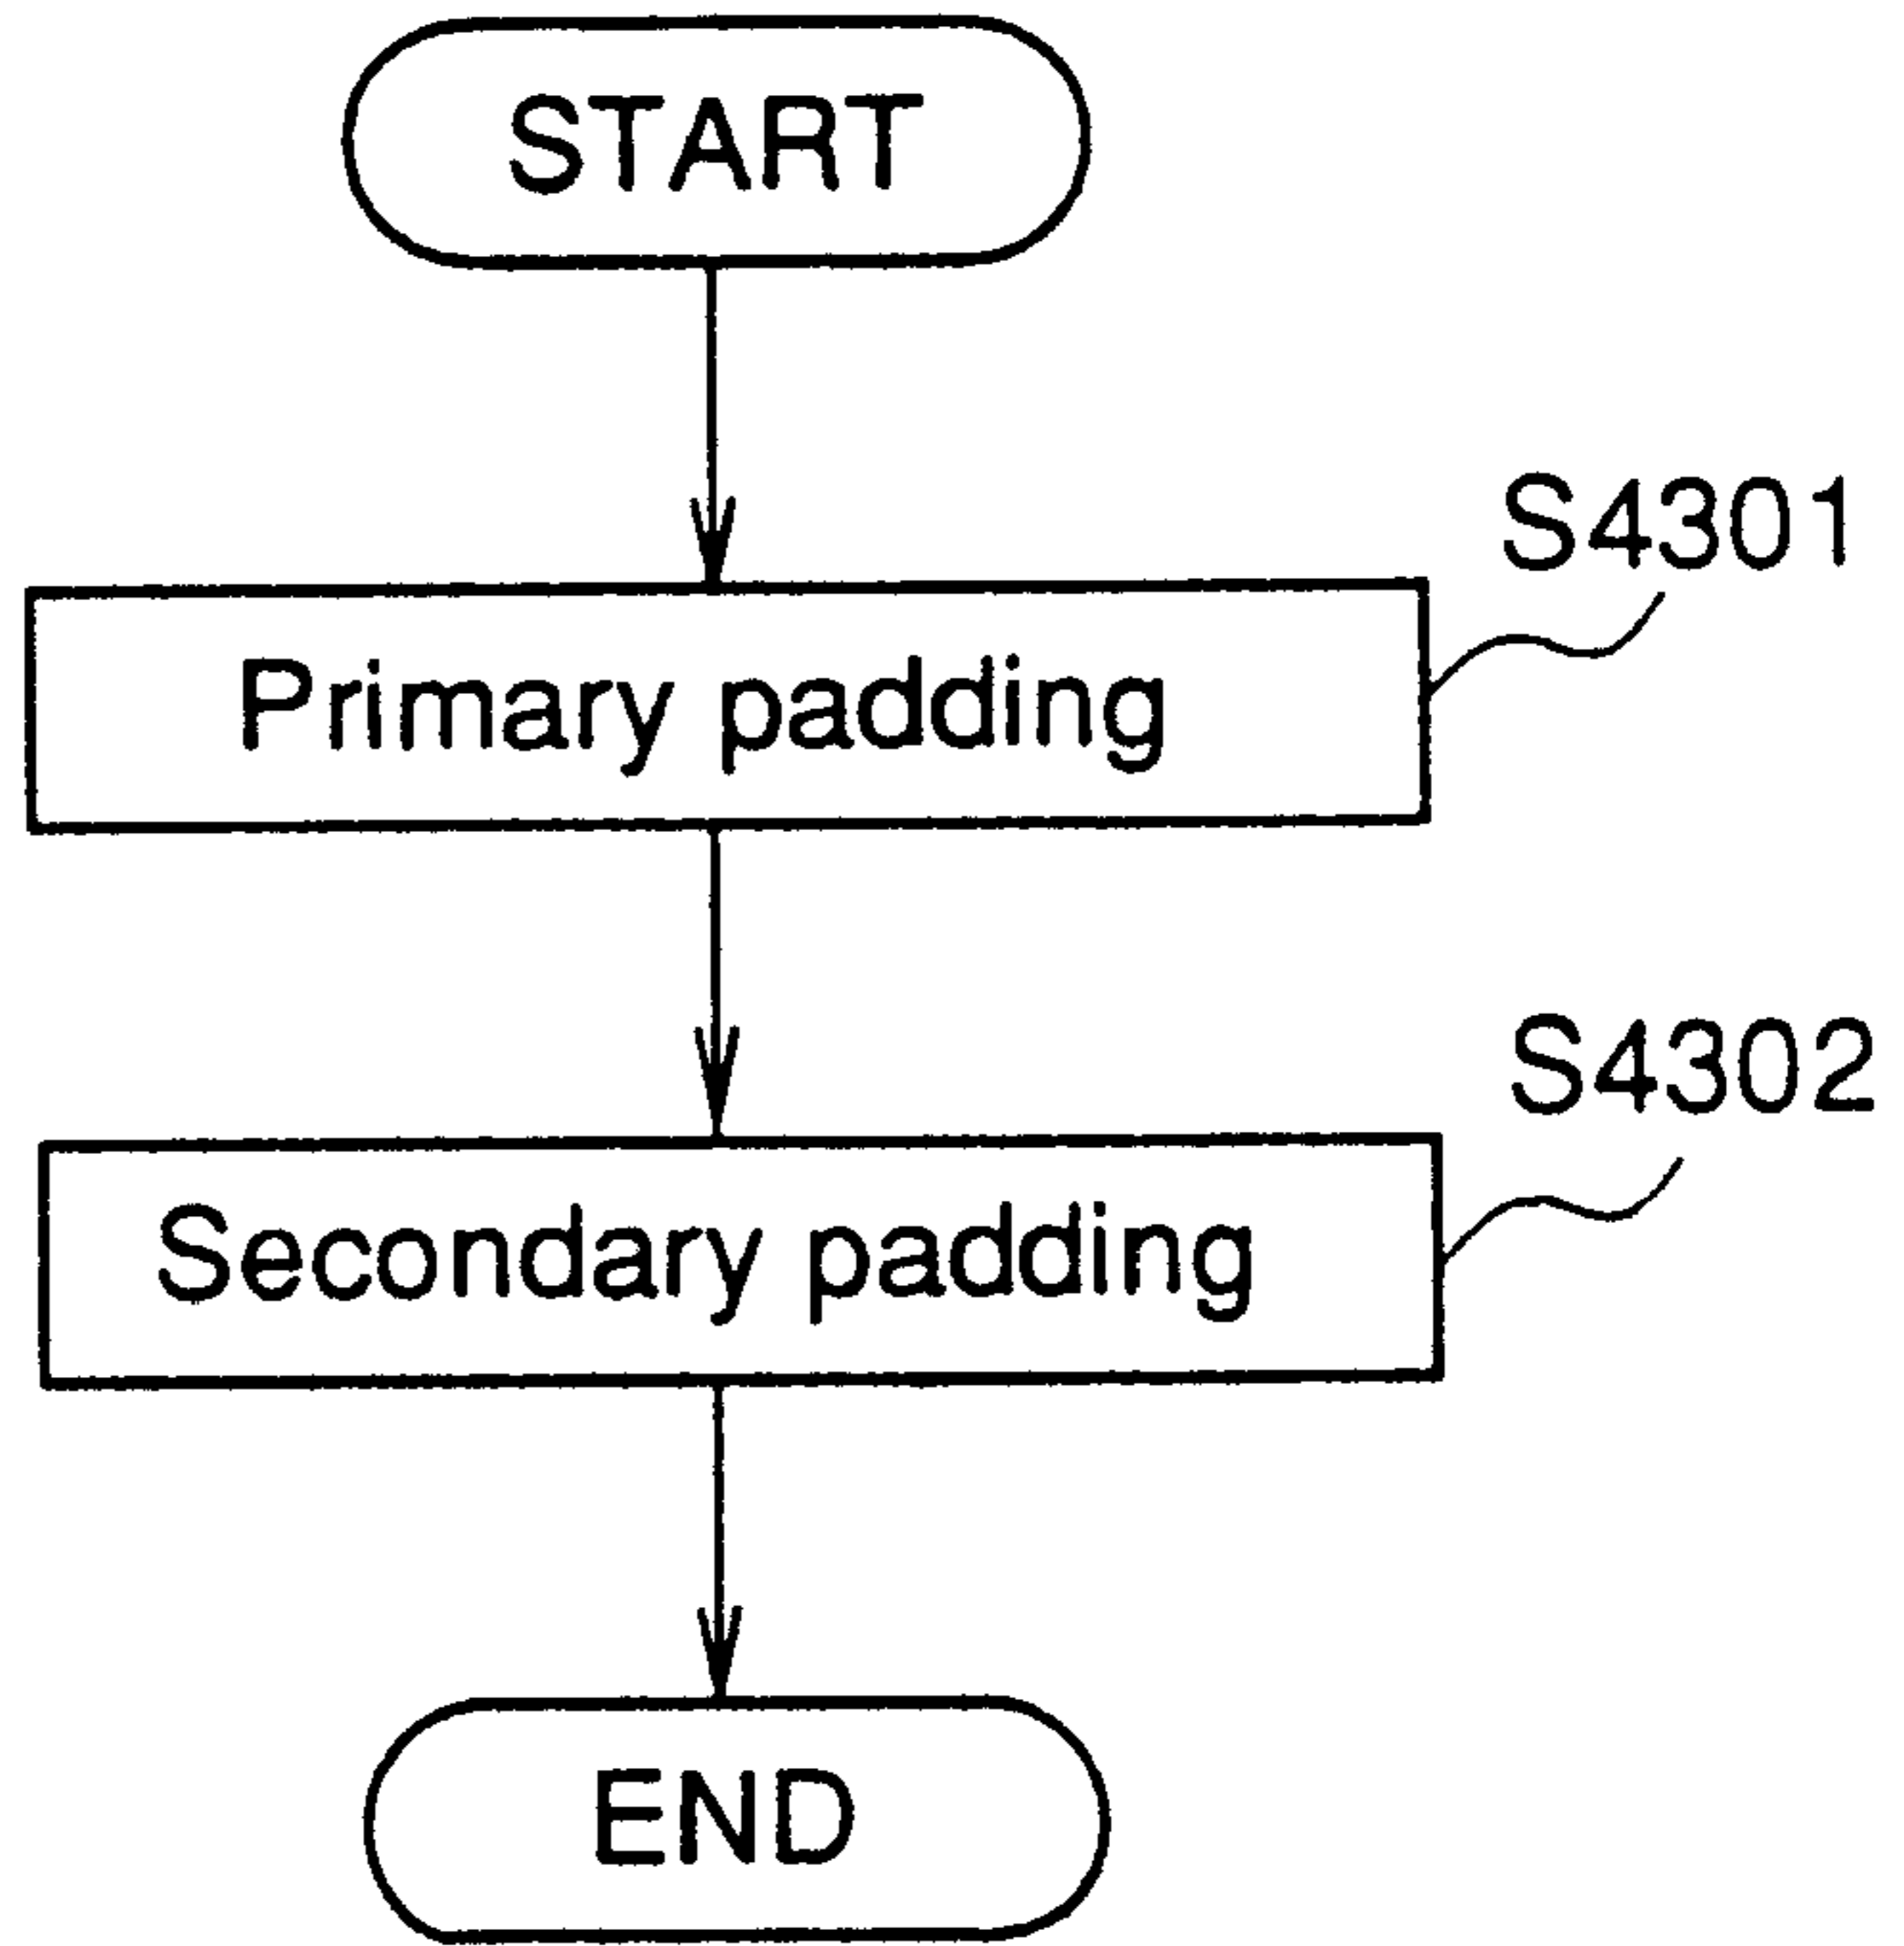 START
S4301
Primary padding
S4302
Secondary padding
END